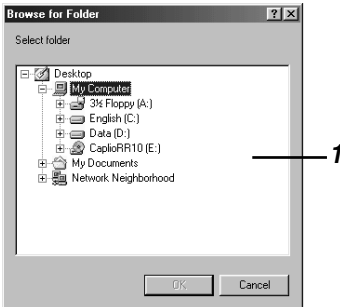 Browse for Folder
Select folder
Desktop
My Computer
3½ Floppy (A:)
English (C:)
Data (D:)
CaplioRR10 (E:)
My Documents
Network Neighborhood
1
OK
Cancel